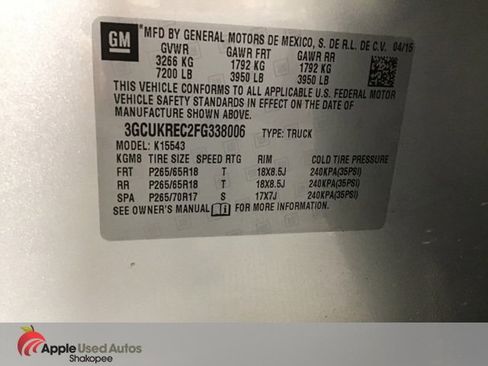 GM
*MFD BY GENERAL MOTORS DE MEXICO, S. DE R.L. DE C.V. 04/15
GVWR GAWR FRT GAWR RR
3266 KG 1792 KG 1792 KG
7200 LB 3950 LB 3950 LB
THIS VEHICLE CONFORMS TO ALL APPLICABLE U.S. FEDERAL MOTOR
VEHICLE SAFETY STANDARDS IN EFFECT ON THE DATE OF
MANUFACTURE SHOWN ABOVE.
3GCUKREC2FG338006 TYPE: TRUCK
MODEL: K15543
KGM8 TIRE SIZE SPEED RTG RIM COLD TIRE PRESSURE
FRT P265/65R18 T 18X8.5J 240KPA(35PSI)
RR P265/65R18 T 18X8.5J 240KPA(35PSI)
SPA P265/70R17 S 17X7J 240KPA(35PSI)
SEE OWNER'S MANUAL FOR MORE INFORMATION.
Apple Used Autos
Shakopee